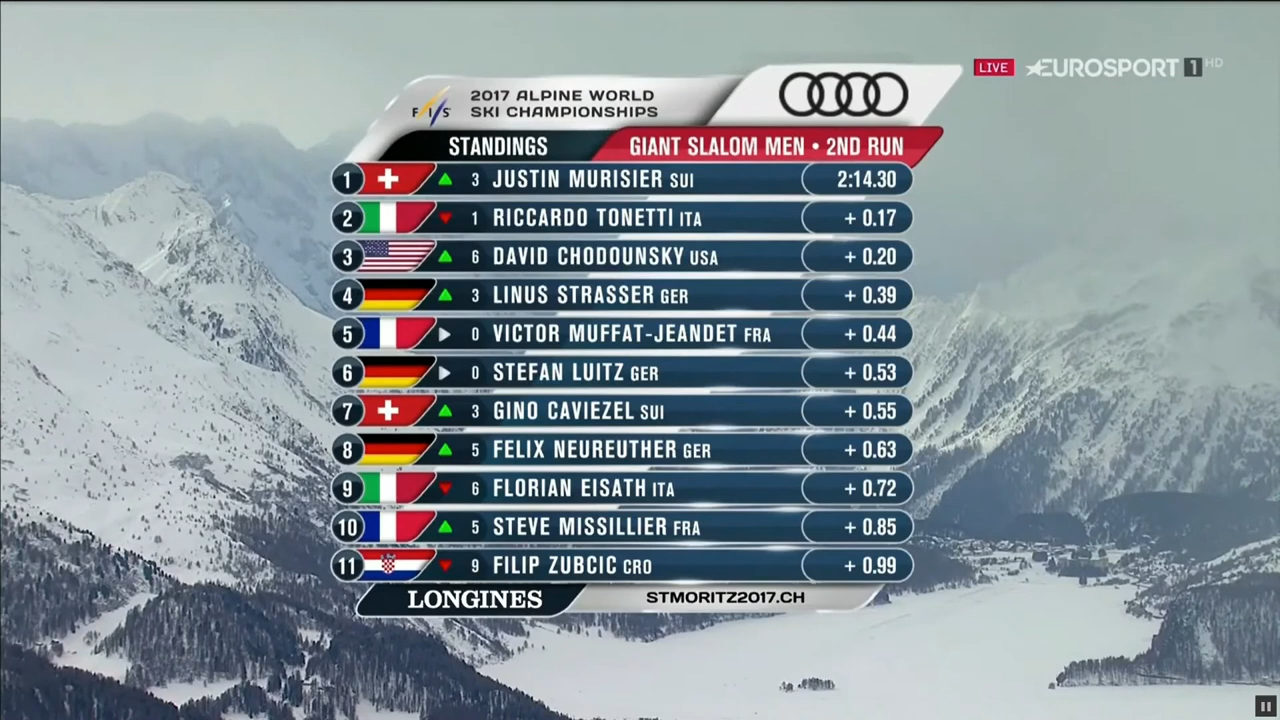 LIVE EUROSPORT 1 HD
FIS
2017 ALPINE WORLD
SKI CHAMPIONSHIPS
STANDINGS GIANT SLALOM MEN • 2ND RUN
1 3 JUSTIN MURISIER SUI 2:14.30
2 1 RICCARDO TONETTI ITA + 0.17
3 6 DAVID CHODOUNSKY USA + 0.20
4 3 LINUS STRASSER GER + 0.39
5 0 VICTOR MUFFAT-JEANDET FRA + 0.44
6 0 STEFAN LUITZ GER + 0.53
7 3 GINO CAVIEZEL SUI + 0.55
8 5 FELIX NEUREUTHER GER + 0.63
9 6 FLORIAN EISATH ITA + 0.72
10 5 STEVE MISSILLIER FRA + 0.85
11 9 FILIP ZUBCIC CRO + 0.99
LONGINES STMORITZ2017.CH